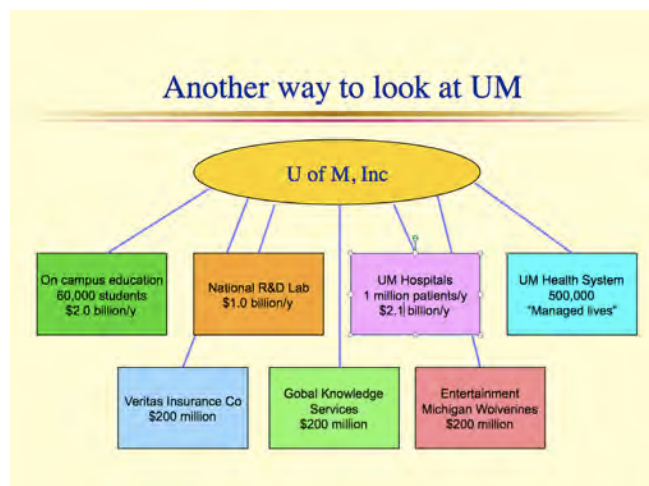 Another way to look at UM
U of M, Inc
On campus education
60,000 students
$2.0 billion/y
National R&D Lab
$1.0 billion/y
UM Hospitals
1 million patients/y
$2.1 billion/y
UM Health System
500,000
"Managed lives"
Veritas Insurance Co
$200 million
Gobal Knowledge
Services
$200 million
Entertainment
Michigan Wolverines
$200 million